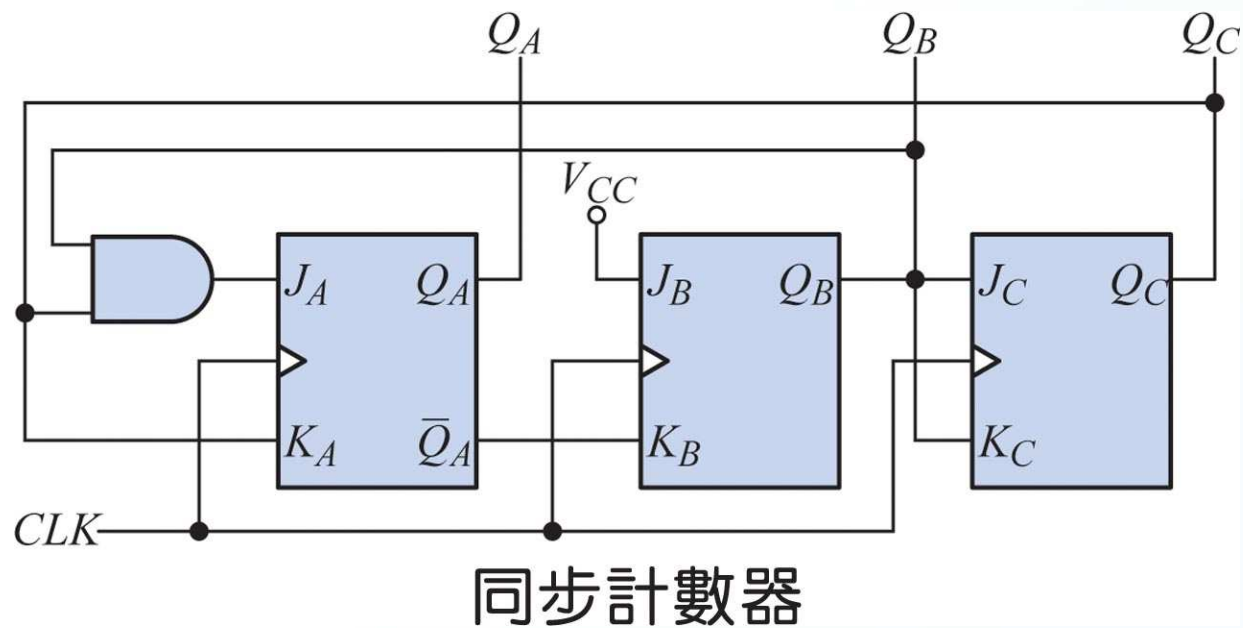 Q_A Q_B Q_C
V_CC
J_A Q_A J_B Q_B J_C Q_C
K_A Q̅_A K_B K_C
CLK
同步計數器